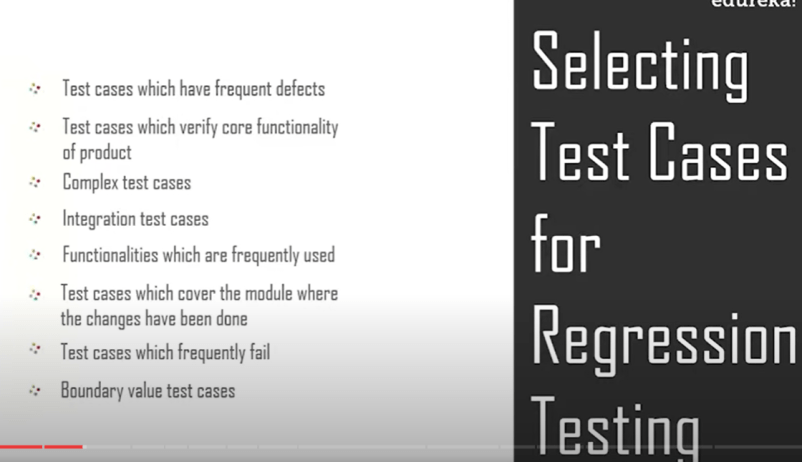 edureka!
Selecting
Test Cases
for
Regression
Testing
Test cases which have frequent defects
Test cases which verify core functionality
of product
Complex test cases
Integration test cases
Functionalities which are frequently used
Test cases which cover the module where
the changes have been done
Test cases which frequently fail
Boundary value test cases